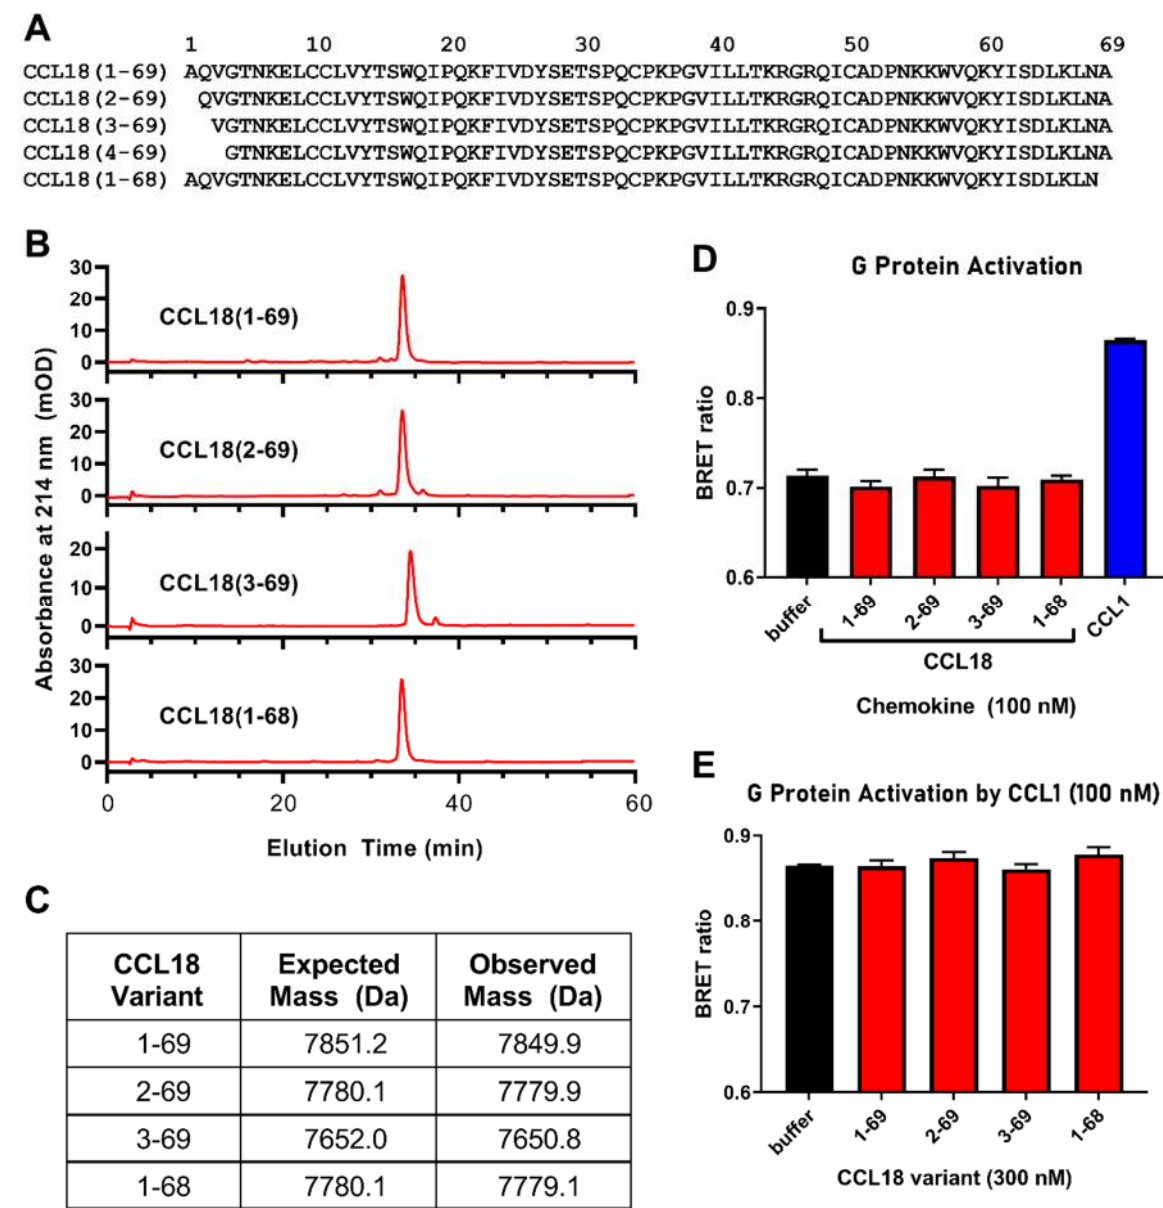 A
1 10 20 30 40 50 60 69
CCL18(1-69) AQVGTNKELCCLVYTSWQIPQKFIVDYSETSPQCPKPGVILLTKRGRQICADPNKKWVQKYISDLKLNA
CCL18(2-69) QVGTNKELCCLVYTSWQIPQKFIVDYSETSPQCPKPGVILLTKRGRQICADPNKKWVQKYISDLKLNA
CCL18(3-69) VGTNKELCCLVYTSWQIPQKFIVDYSETSPQCPKPGVILLTKRGRQICADPNKKWVQKYISDLKLNA
CCL18(4-69) GTNKELCCLVYTSWQIPQKFIVDYSETSPQCPKPGVILLTKRGRQICADPNKKWVQKYISDLKLNA
CCL18(1-68) AQVGTNKELCCLVYTSWQIPQKFIVDYSETSPQCPKPGVILLTKRGRQICADPNKKWVQKYISDLKLN
B
Absorbance at 214 nm (mOD)
30
20
10
0
CCL18(1-69)
30
20
10
0
CCL18(2-69)
20
10
0
CCL18(3-69)
30
20
10
0
CCL18(1-68)
0 20 40 60
Elution Time (min)
C
CCL18 Variant Expected Mass (Da) Observed Mass (Da)
1-69 7851.2 7849.9
2-69 7780.1 7779.9
3-69 7652.0 7650.8
1-68 7780.1 7779.1
D
G Protein Activation
BRET ratio
0.9
0.8
0.7
0.6
buffer 1-69 2-69 3-69 1-68 CCL1
CCL18
Chemokine (100 nM)
E
G Protein Activation by CCL1 (100 nM)
BRET ratio
0.9
0.8
0.7
0.6
buffer 1-69 2-69 3-69 1-68
CCL18 variant (300 nM)